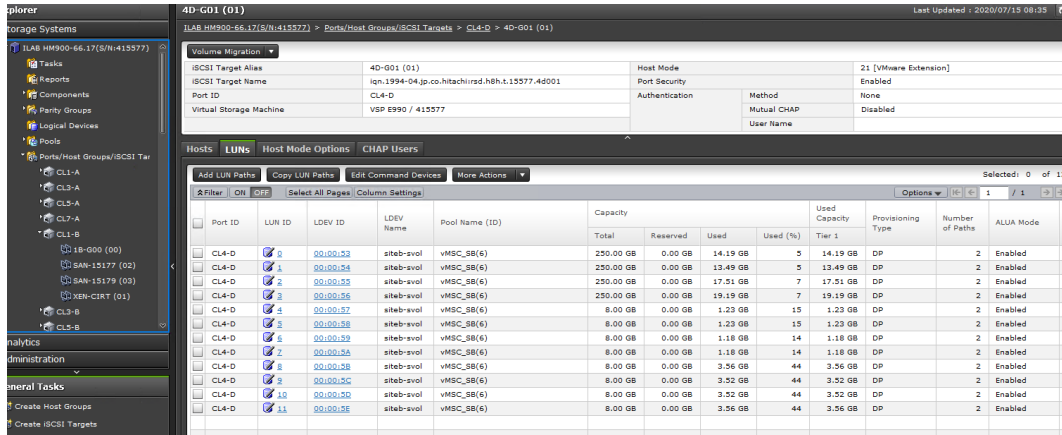 xplorer
torage Systems
ILAB HM900-66.17(S/N:415577)
Tasks
Reports
Components
Parity Groups
Logical Devices
Pools
Ports/Host Groups/iSCSI Tar
CL1-A
CL3-A
CL5-A
CL7-A
CL1-B
1B-G00 (00)
SAN-15177 (02)
SAN-15179 (03)
XEN-CIRT (01)
CL3-B
CL5-B
nalytics
dministration
eneral Tasks
Create Host Groups
Create iSCSI Targets
4D-G01 (01) Last Updated : 2020/07/15 08:35
ILAB HM900-66.17(S/N:415577) > Ports/Host Groups/iSCSI Targets > CL4-D > 4D-G01 (01)
Volume Migration
iSCSI Target Alias 4D-G01 (01) Host Mode 21 [VMware Extension]
iSCSI Target Name iqn.1994-04.jp.co.hitachi:rsd.h8h.t.15577.4d001 Port Security Enabled
Port ID CL4-D Authentication Method None
Virtual Storage Machine VSP E990 / 415577 Mutual CHAP Disabled
User Name
Hosts LUNs Host Mode Options CHAP Users
Add LUN Paths Copy LUN Paths Edit Command Devices More Actions Selected: 0 of 1
Filter ON OFF Select All Pages Column Settings Options 1 / 1
Port ID LUN ID LDEV ID LDEV Name Pool Name (ID) Capacity Used Capacity Provisioning Type Number of Paths ALUA Mode
Total Reserved Used Used (%) Tier 1
CL4-D 0 00:00:53 siteb-svol vMSC_SB(6) 250.00 GB 0.00 GB 14.19 GB 5 14.19 GB DP 2 Enabled
CL4-D 1 00:00:54 siteb-svol vMSC_SB(6) 250.00 GB 0.00 GB 13.49 GB 5 13.49 GB DP 2 Enabled
CL4-D 2 00:00:55 siteb-svol vMSC_SB(6) 250.00 GB 0.00 GB 17.51 GB 7 17.51 GB DP 2 Enabled
CL4-D 3 00:00:56 siteb-svol vMSC_SB(6) 250.00 GB 0.00 GB 19.19 GB 7 19.19 GB DP 2 Enabled
CL4-D 4 00:00:57 siteb-svol vMSC_SB(6) 8.00 GB 0.00 GB 1.23 GB 15 1.23 GB DP 2 Enabled
CL4-D 5 00:00:58 siteb-svol vMSC_SB(6) 8.00 GB 0.00 GB 1.23 GB 15 1.23 GB DP 2 Enabled
CL4-D 6 00:00:59 siteb-svol vMSC_SB(6) 8.00 GB 0.00 GB 1.18 GB 14 1.18 GB DP 2 Enabled
CL4-D 7 00:00:5A siteb-svol vMSC_SB(6) 8.00 GB 0.00 GB 1.18 GB 14 1.18 GB DP 2 Enabled
CL4-D 8 00:00:5B siteb-svol vMSC_SB(6) 8.00 GB 0.00 GB 3.56 GB 44 3.56 GB DP 2 Enabled
CL4-D 9 00:00:5C siteb-svol vMSC_SB(6) 8.00 GB 0.00 GB 3.52 GB 44 3.52 GB DP 2 Enabled
CL4-D 10 00:00:5D siteb-svol vMSC_SB(6) 8.00 GB 0.00 GB 3.52 GB 44 3.52 GB DP 2 Enabled
CL4-D 11 00:00:5E siteb-svol vMSC_SB(6) 8.00 GB 0.00 GB 3.56 GB 44 3.56 GB DP 2 Enabled